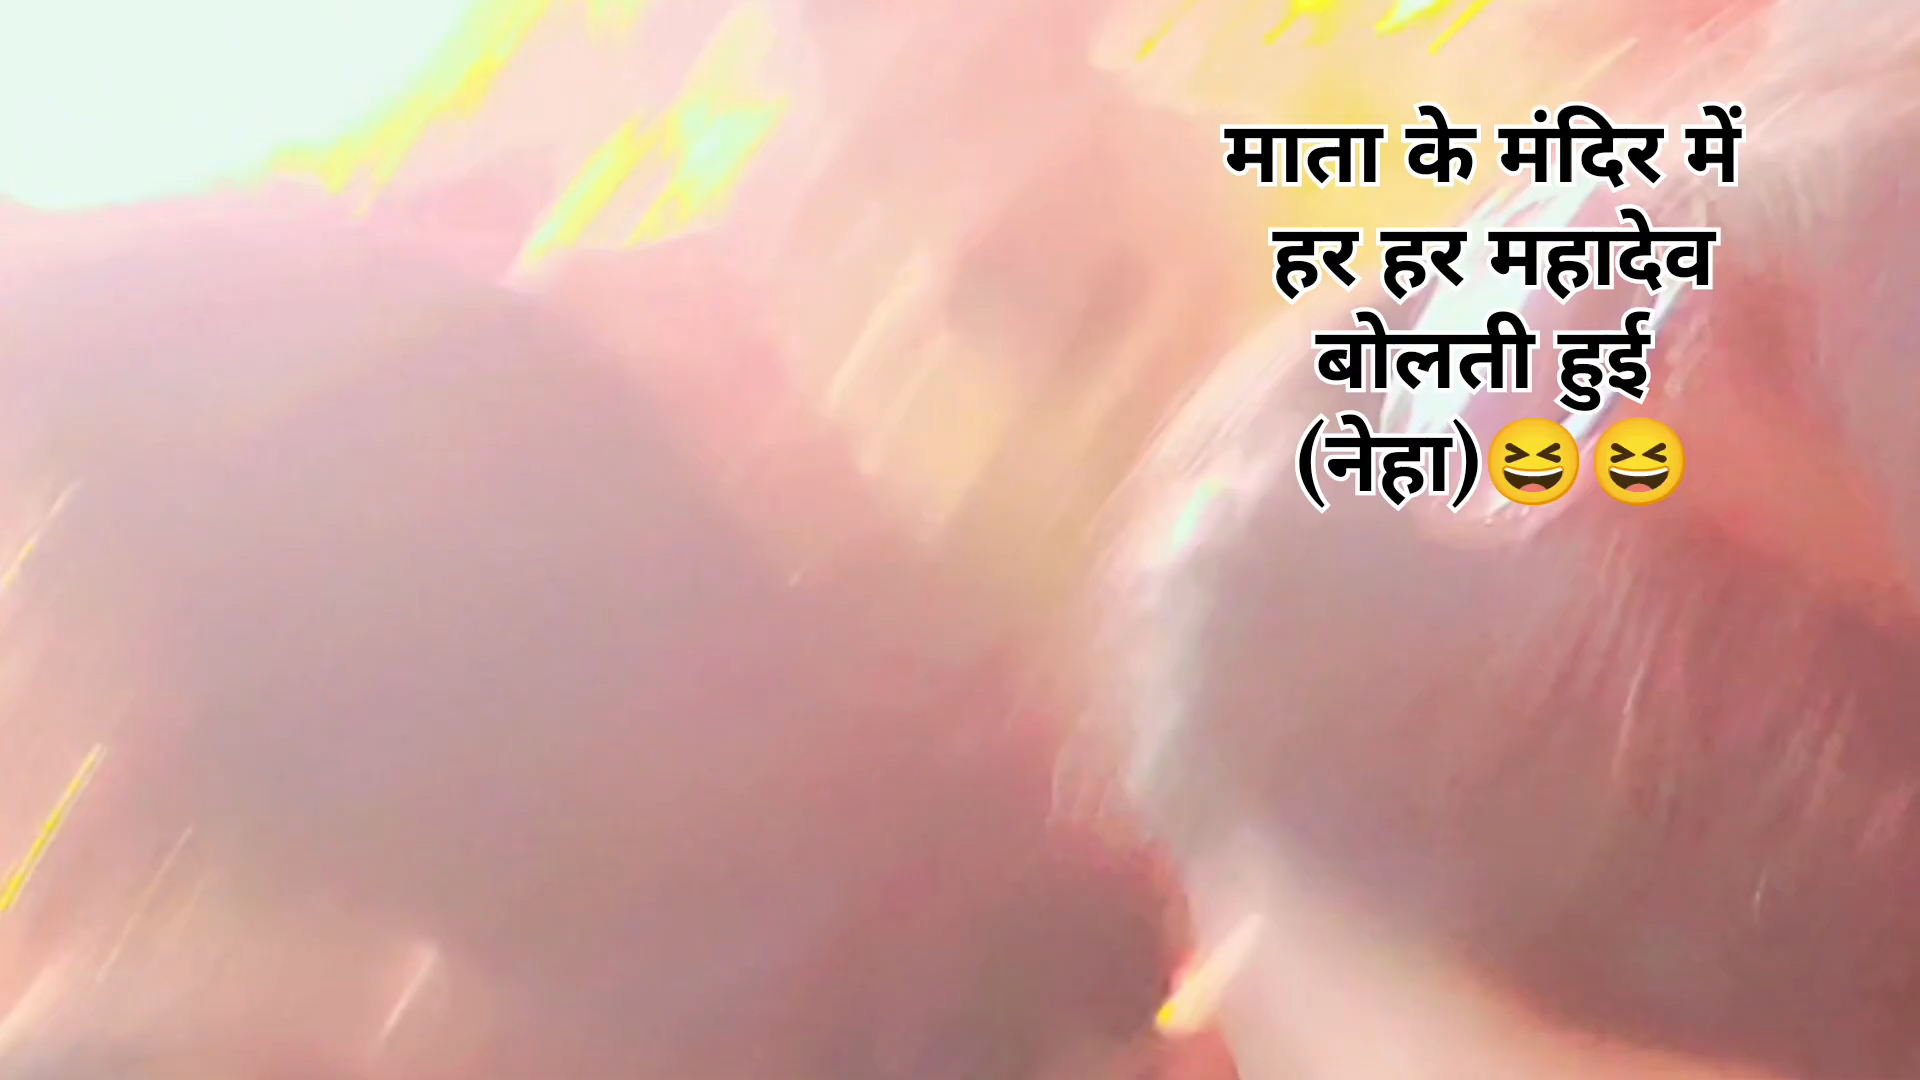 माता के मंदिर में
हर हर महादेव
बोलती हुई
(नेहा)😆😆